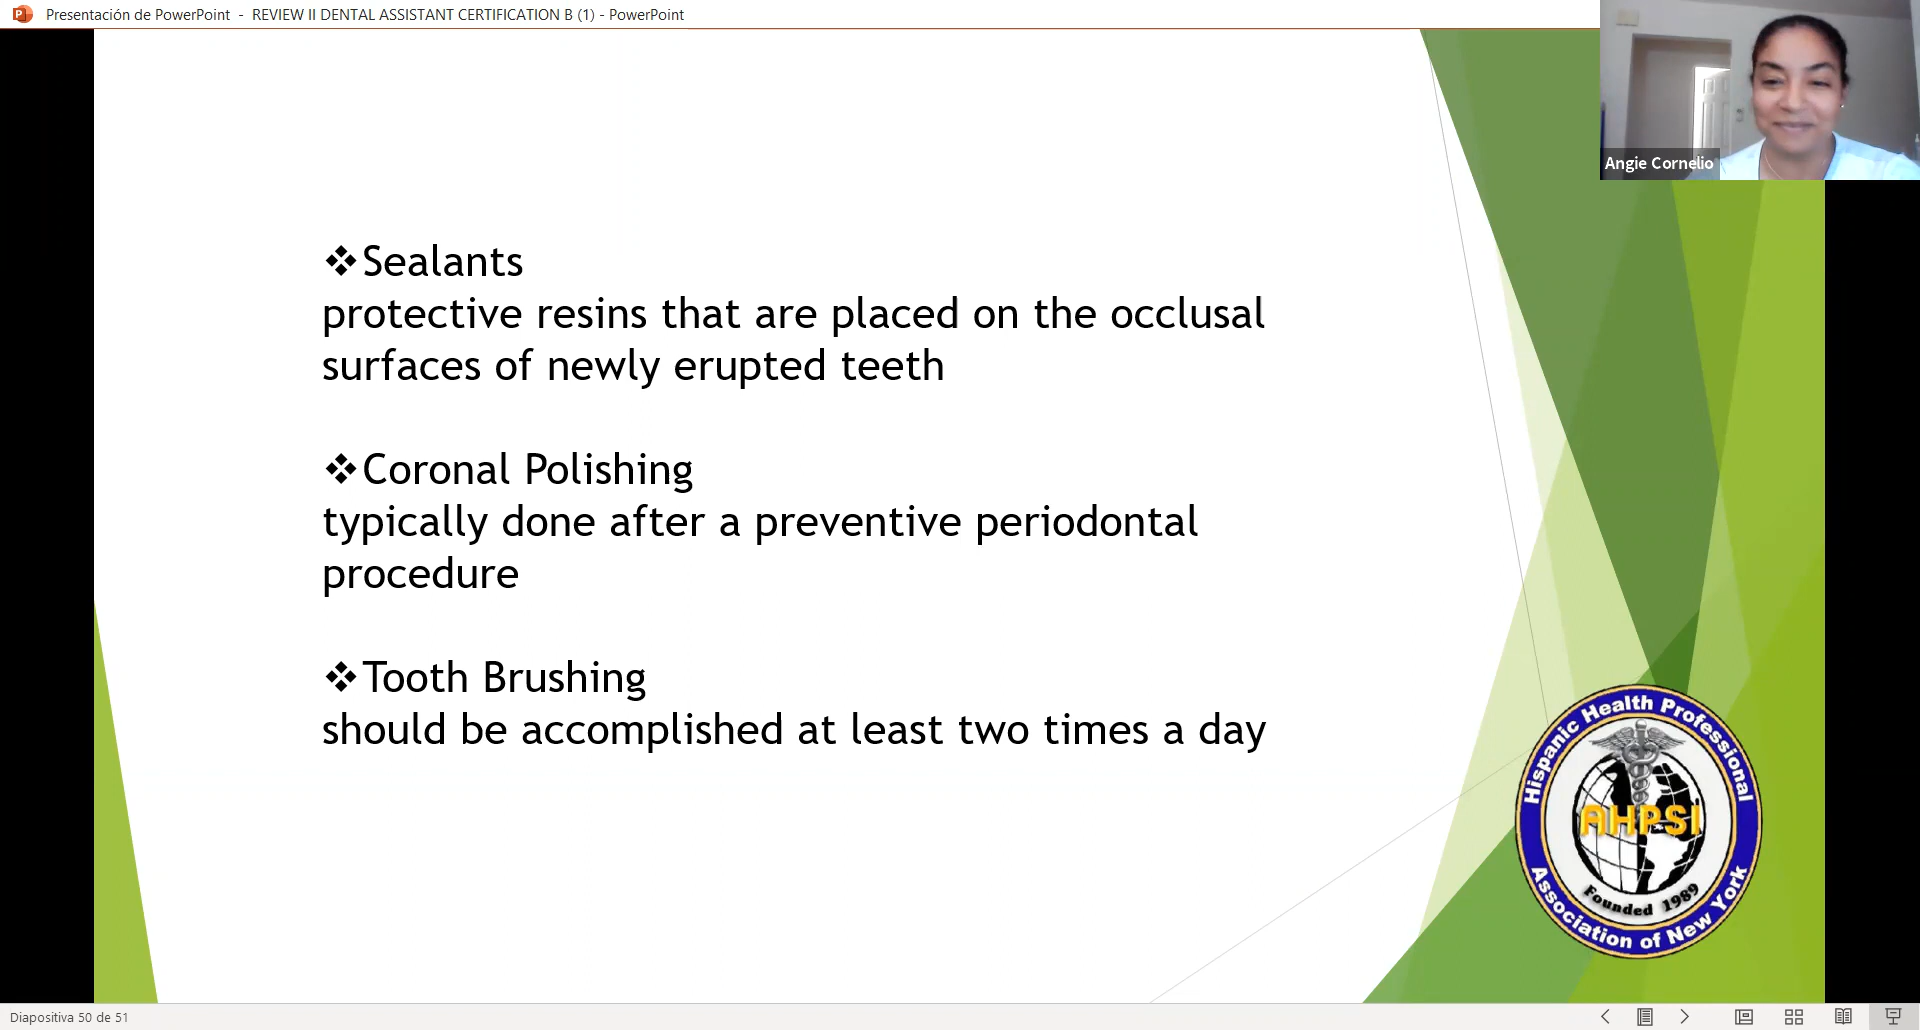 Presentación de PowerPoint - REVIEW II DENTAL ASSISTANT CERTIFICATION B (1) - PowerPoint
Angie Cornelio
❖Sealants
protective resins that are placed on the occlusal
surfaces of newly erupted teeth
❖Coronal Polishing
typically done after a preventive periodontal
procedure
❖Tooth Brushing
should be accomplished at least two times a day
Hispanic Health Professional
AHPSI
Founded 1989
Association of New York
Diapositiva 50 de 51